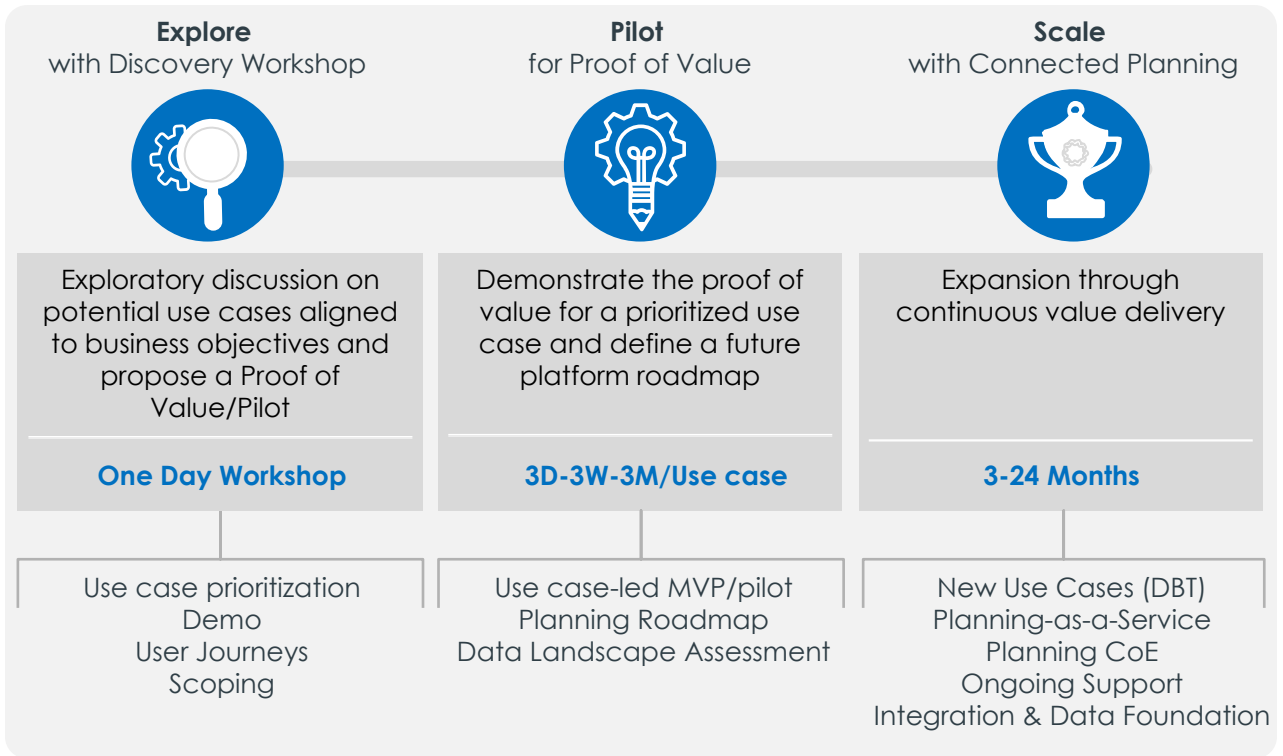 Explore
with Discovery Workshop
Exploratory discussion on
potential use cases aligned
to business objectives and
propose a Proof of
Value/Pilot
One Day Workshop
Use case prioritization
Demo
User Journeys
Scoping
Pilot
for Proof of Value
Demonstrate the proof of
value for a prioritized use
case and define a future
platform roadmap
3D-3W-3M/Use case
Use case-led MVP/pilot
Planning Roadmap
Data Landscape Assessment
Scale
with Connected Planning
Expansion through
continuous value delivery
3-24 Months
New Use Cases (DBT)
Planning-as-a-Service
Planning CoE
Ongoing Support
Integration & Data Foundation